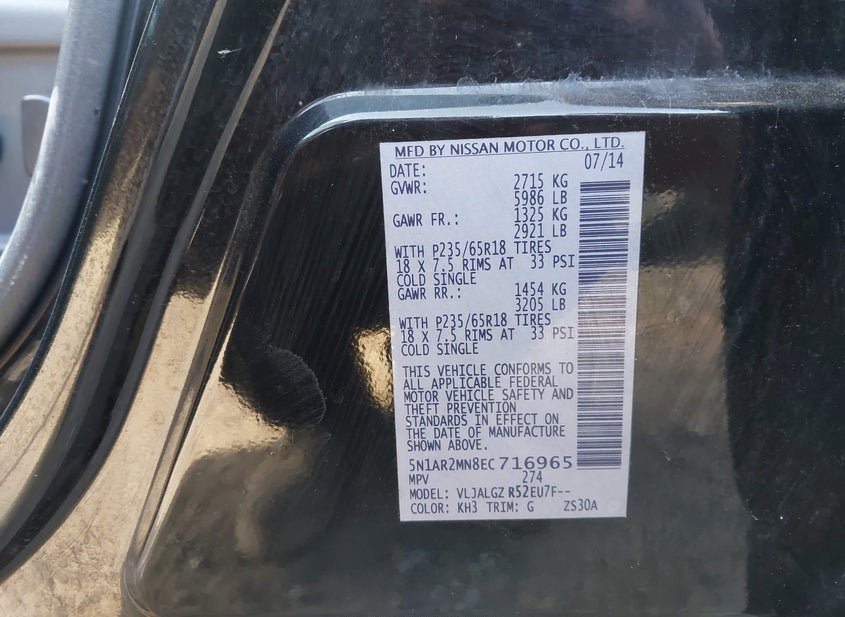 MFD BY NISSAN MOTOR CO., LTD.
DATE: 07/14
GVWR: 2715 KG
5986 LB
GAWR FR.: 1325 KG
2921 LB
WITH P235/65R18 TIRES
18 X 7.5 RIMS AT 33 PSI
COLD SINGLE
GAWR RR.: 1454 KG
3205 LB
WITH P235/65R18 TIRES
18 X 7.5 RIMS AT 33 PSI
COLD SINGLE
THIS VEHICLE CONFORMS TO
ALL APPLICABLE FEDERAL
MOTOR VEHICLE SAFETY AND
THEFT PREVENTION
STANDARDS IN EFFECT ON
THE DATE OF MANUFACTURE
SHOWN ABOVE.
5N1AR2MN8EC716965
MPV 274
MODEL: VLJALGZ R52EU7F--
COLOR: KH3 TRIM: G ZS30A